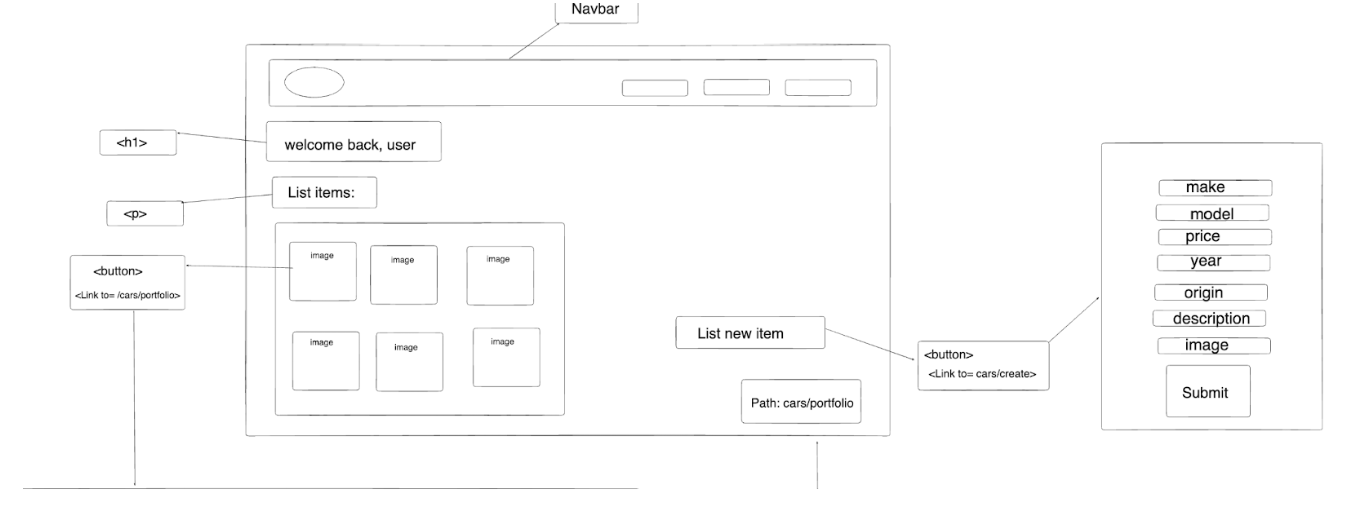 Navbar
<h1>
welcome back, user
<p>
List items:
<button>
<Link to= /cars/portfolio>
image
image
image
image
image
image
List new item
<button>
<Link to= cars/create>
Path: cars/portfolio
make
model
price
year
origin
description
image
Submit